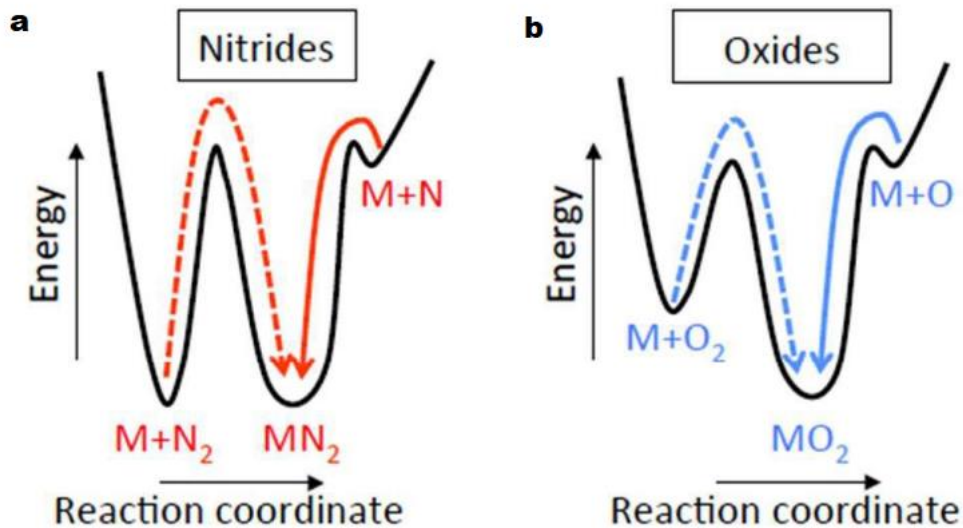 a
Nitrides
Energy
M+N
M+N₂
MN₂
Reaction coordinate
b
Oxides
Energy
M+O
M+O₂
MO₂
Reaction coordinate